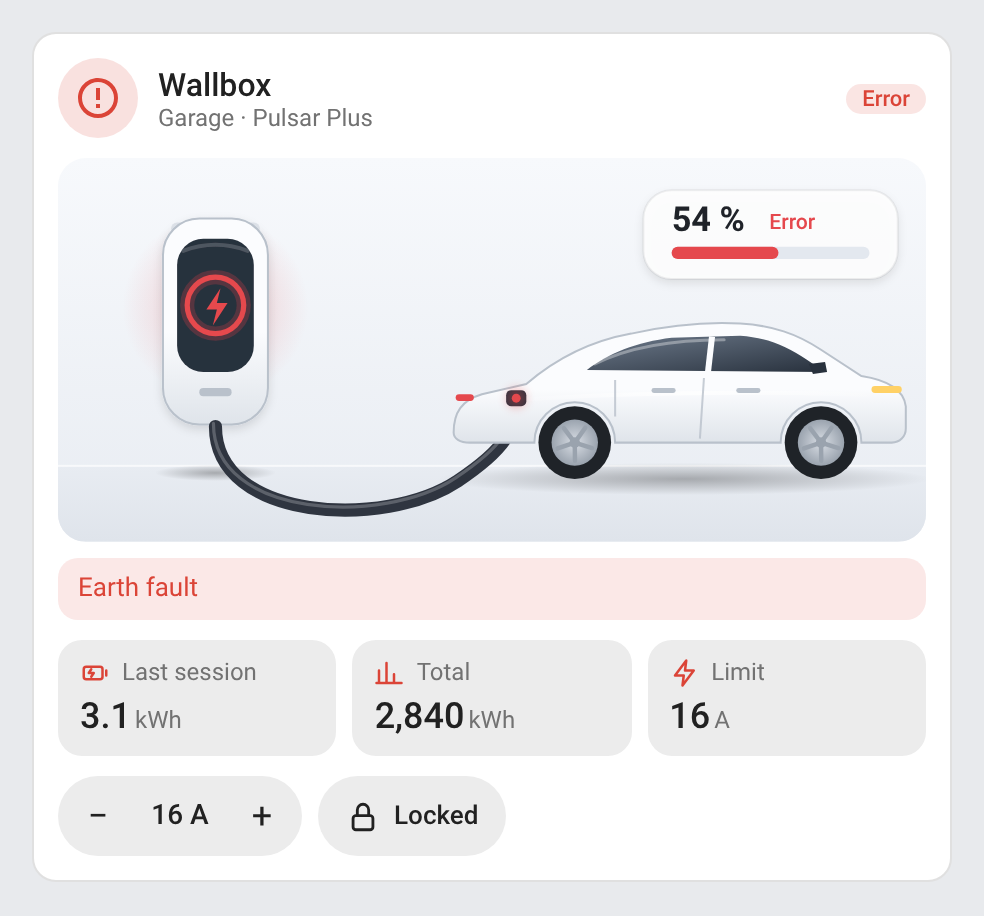 Wallbox
Garage · Pulsar Plus
Error
54 % Error
Earth fault
Last session
3.1 kWh
Total
2,840 kWh
Limit
16 A
− 16 A +
Locked